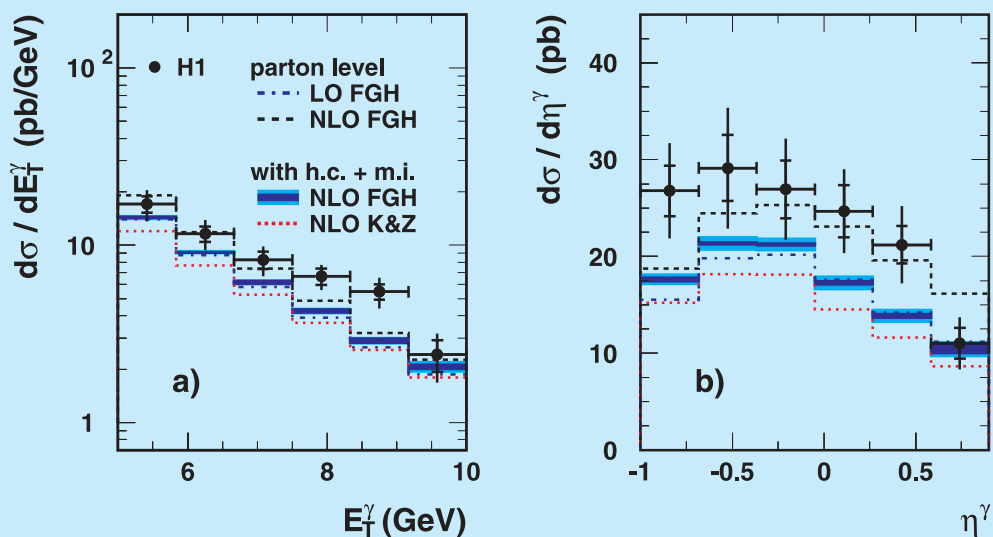 dσ / dE_T^γ (pb/GeV)
10²
10
1
H1
parton level
LO FGH
NLO FGH
with h.c. + m.i.
NLO FGH
NLO K&Z
a)
6
8
10
E_T^γ (GeV)
dσ / dη^γ (pb)
40
30
20
10
0
b)
-1
-0.5
0
0.5
η^γ